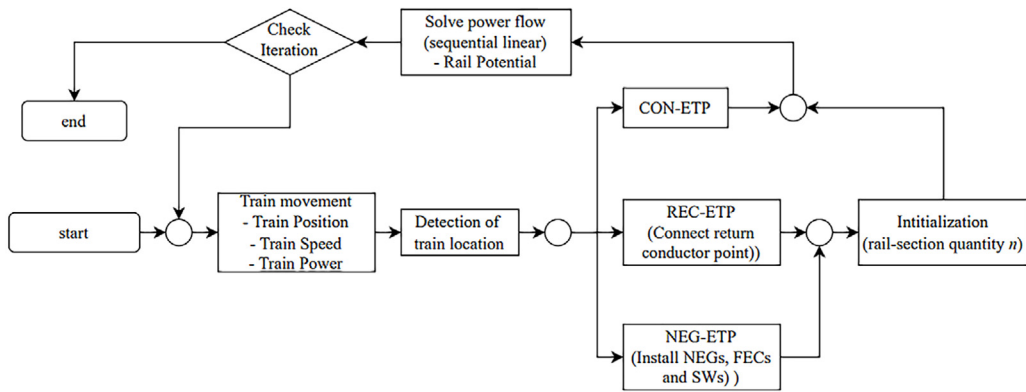 Check
Iteration
Solve power flow
(sequential linear)
- Rail Potential
end
CON-ETP
start
Train movement
- Train Position
- Train Speed
- Train Power
Detection of
train location
REC-ETP
(Connect return
conductor point))
Intitialization
(rail-section quantity n)
NEG-ETP
(Install NEGs, FECs
and SWs) )